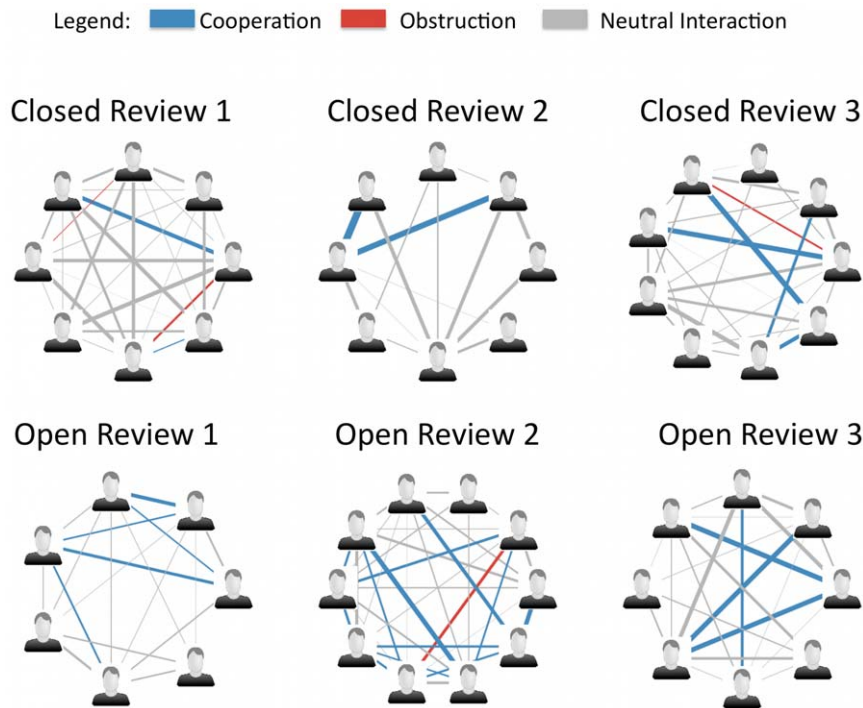 Legend: Cooperation Obstruction Neutral Interaction
Closed Review 1 Closed Review 2 Closed Review 3
Open Review 1 Open Review 2 Open Review 3